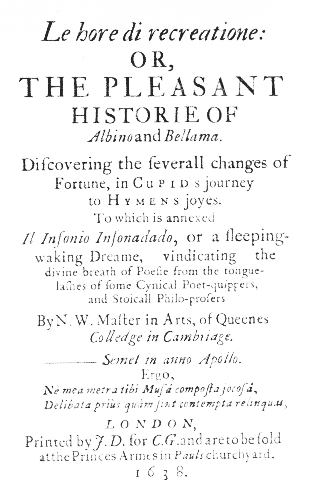 Le hore di recreatione:
OR,
THE PLEASANT
HISTORIE OF
Albino and Bellama.
Diſcovering the ſeverall changes of
Fortune, in CUPIDS journey
to HYMENS joyes.
To which is annexed
Il Inſonio Inſonadado, or a ſleeping-
waking Dreame, vindicating the
divine breath of Poeſie from the tongue-
laſhes of ſome Cynical Poet-quippers,
and Stoicall Philo-proſers
By N. W. Maſter in Arts, of Queenes
Colledge in Cambridge.
Semel in anno Apollo.
Ergo,
Ne mea metra tibi Muſâ compoſta jocoſâ,
Delibata priùs quàm ſint contempta relinquas,
LONDON,
Printed by J. D. for C. G. and are to be ſold
at the Princes Armes in Pauls churchyard.
1638.